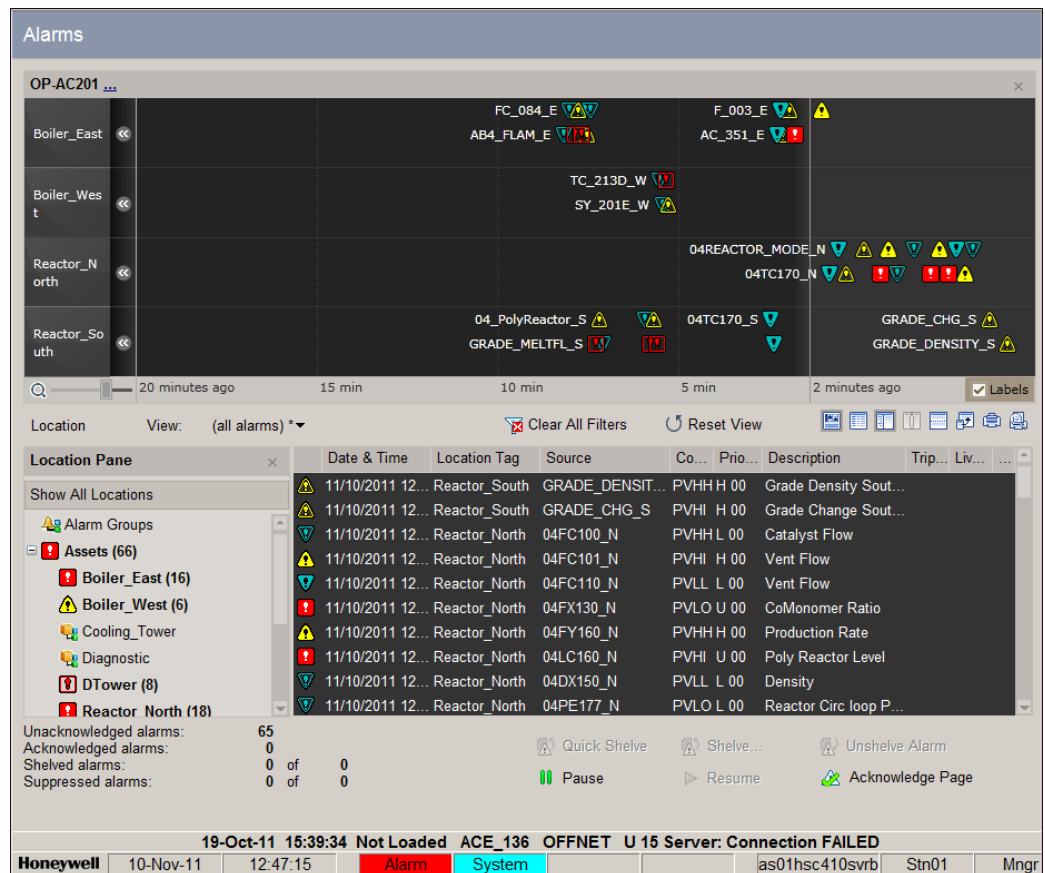 Alarms
OP-AC201 ...
FC_084_E F_003_E
Boiler_East
AB4_FLAM_E AC_351_E
TC_213D_W
Boiler_Wes
t
SY_201E_W
04REACTOR_MODE_N
Reactor_N
orth
04TC170_N
04_PolyReactor_S 04TC170_S GRADE_CHG_S
Reactor_So
uth
GRADE_MELTFL_S GRADE_DENSITY_S
20 minutes ago 15 min 10 min 5 min 2 minutes ago Labels
Location View: (all alarms) * Clear All Filters Reset View
Location Pane Date & Time Location Tag Source Co... Prio... Description Trip... Liv... ...
Show All Locations
11/10/2011 12... Reactor_South GRADE_DENSIT... PVHH H 00 Grade Density Sout...
Alarm Groups
11/10/2011 12... Reactor_South GRADE_CHG_S PVHI H 00 Grade Change Sout...
11/10/2011 12... Reactor_North 04FC100_N PVHH L 00 Catalyst Flow
Assets (66)
11/10/2011 12... Reactor_North 04FC101_N PVHI H 00 Vent Flow
Boiler_East (16)
11/10/2011 12... Reactor_North 04FC110_N PVLL L 00 Vent Flow
Boiler_West (6)
11/10/2011 12... Reactor_North 04FX130_N PVLO U 00 CoMonomer Ratio
Cooling_Tower
11/10/2011 12... Reactor_North 04FY160_N PVHH H 00 Production Rate
Diagnostic
11/10/2011 12... Reactor_North 04LC160_N PVHI U 00 Poly Reactor Level
DTower (8)
11/10/2011 12... Reactor_North 04DX150_N PVLL L 00 Density
Reactor_North (18)
11/10/2011 12... Reactor_North 04PE177_N PVLO L 00 Reactor Circ loop P...
Unacknowledged alarms: 65
Acknowledged alarms: 0
Shelved alarms: 0 of 0
Suppressed alarms: 0 of 0
Quick Shelve Shelve... Unshelve Alarm
Pause Resume Acknowledge Page
19-Oct-11 15:39:34 Not Loaded ACE_136 OFFNET U 15 Server: Connection FAILED
Honeywell 10-Nov-11 12:47:15 Alarm System as01hsc410svrb Stn01 Mngr